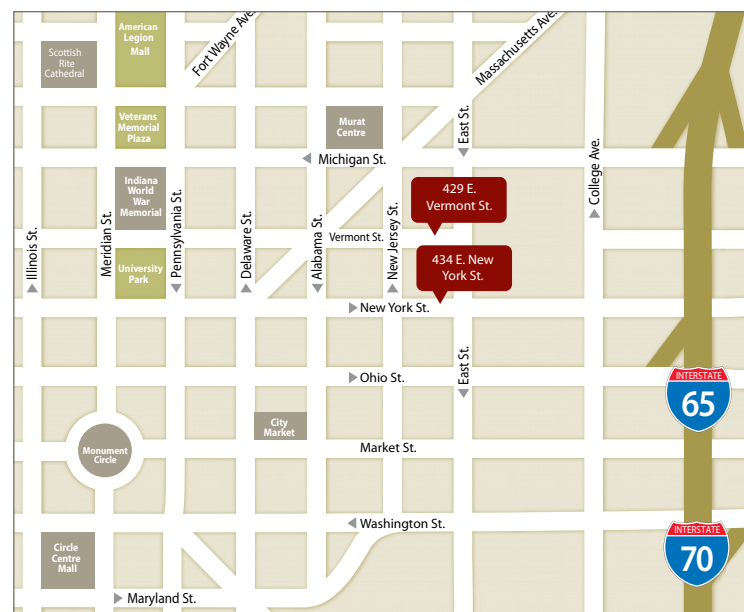 American
Legion
Mall
Fort Wayne Ave.
Massachusetts Ave.
Scottish
Rite
Cathedral
Veterans
Memorial
Plaza
Murat
Centre
East St.
Michigan St.
College Ave.
Indiana
World
War
Memorial
429 E.
Vermont St.
Illinois St.
Meridian St.
Pennsylvania St.
Delaware St.
Alabama St.
Vermont St.
New Jersey St.
University
Park
434 E. New
York St.
New York St.
Ohio St.
East St.
INTERSTATE
65
City
Market
Monument
Circle
Market St.
Washington St.
INTERSTATE
70
Circle
Centre
Mall
Maryland St.